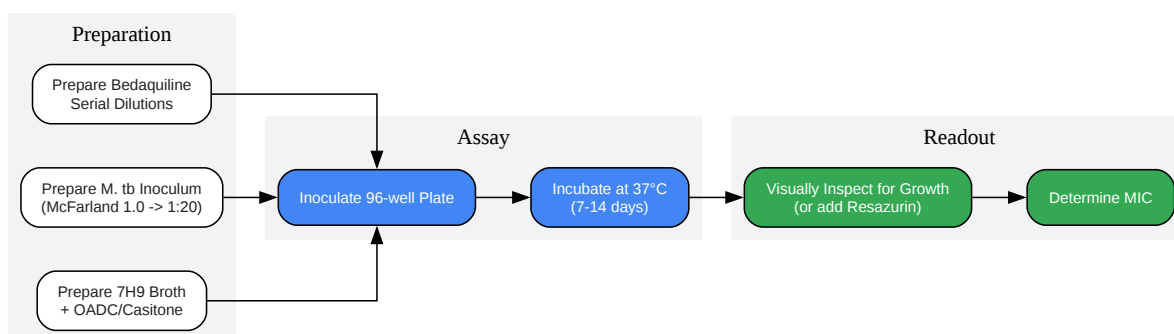 Preparation
Prepare Bedaquiline
Serial Dilutions
Prepare M. tb Inoculum
(McFarland 1.0 -> 1:20)
Prepare 7H9 Broth
+ OADC/Casitone
Assay
Inoculate 96-well Plate
Incubate at 37°C
(7-14 days)
Readout
Visually Inspect for Growth
(or add Resazurin)
Determine MIC